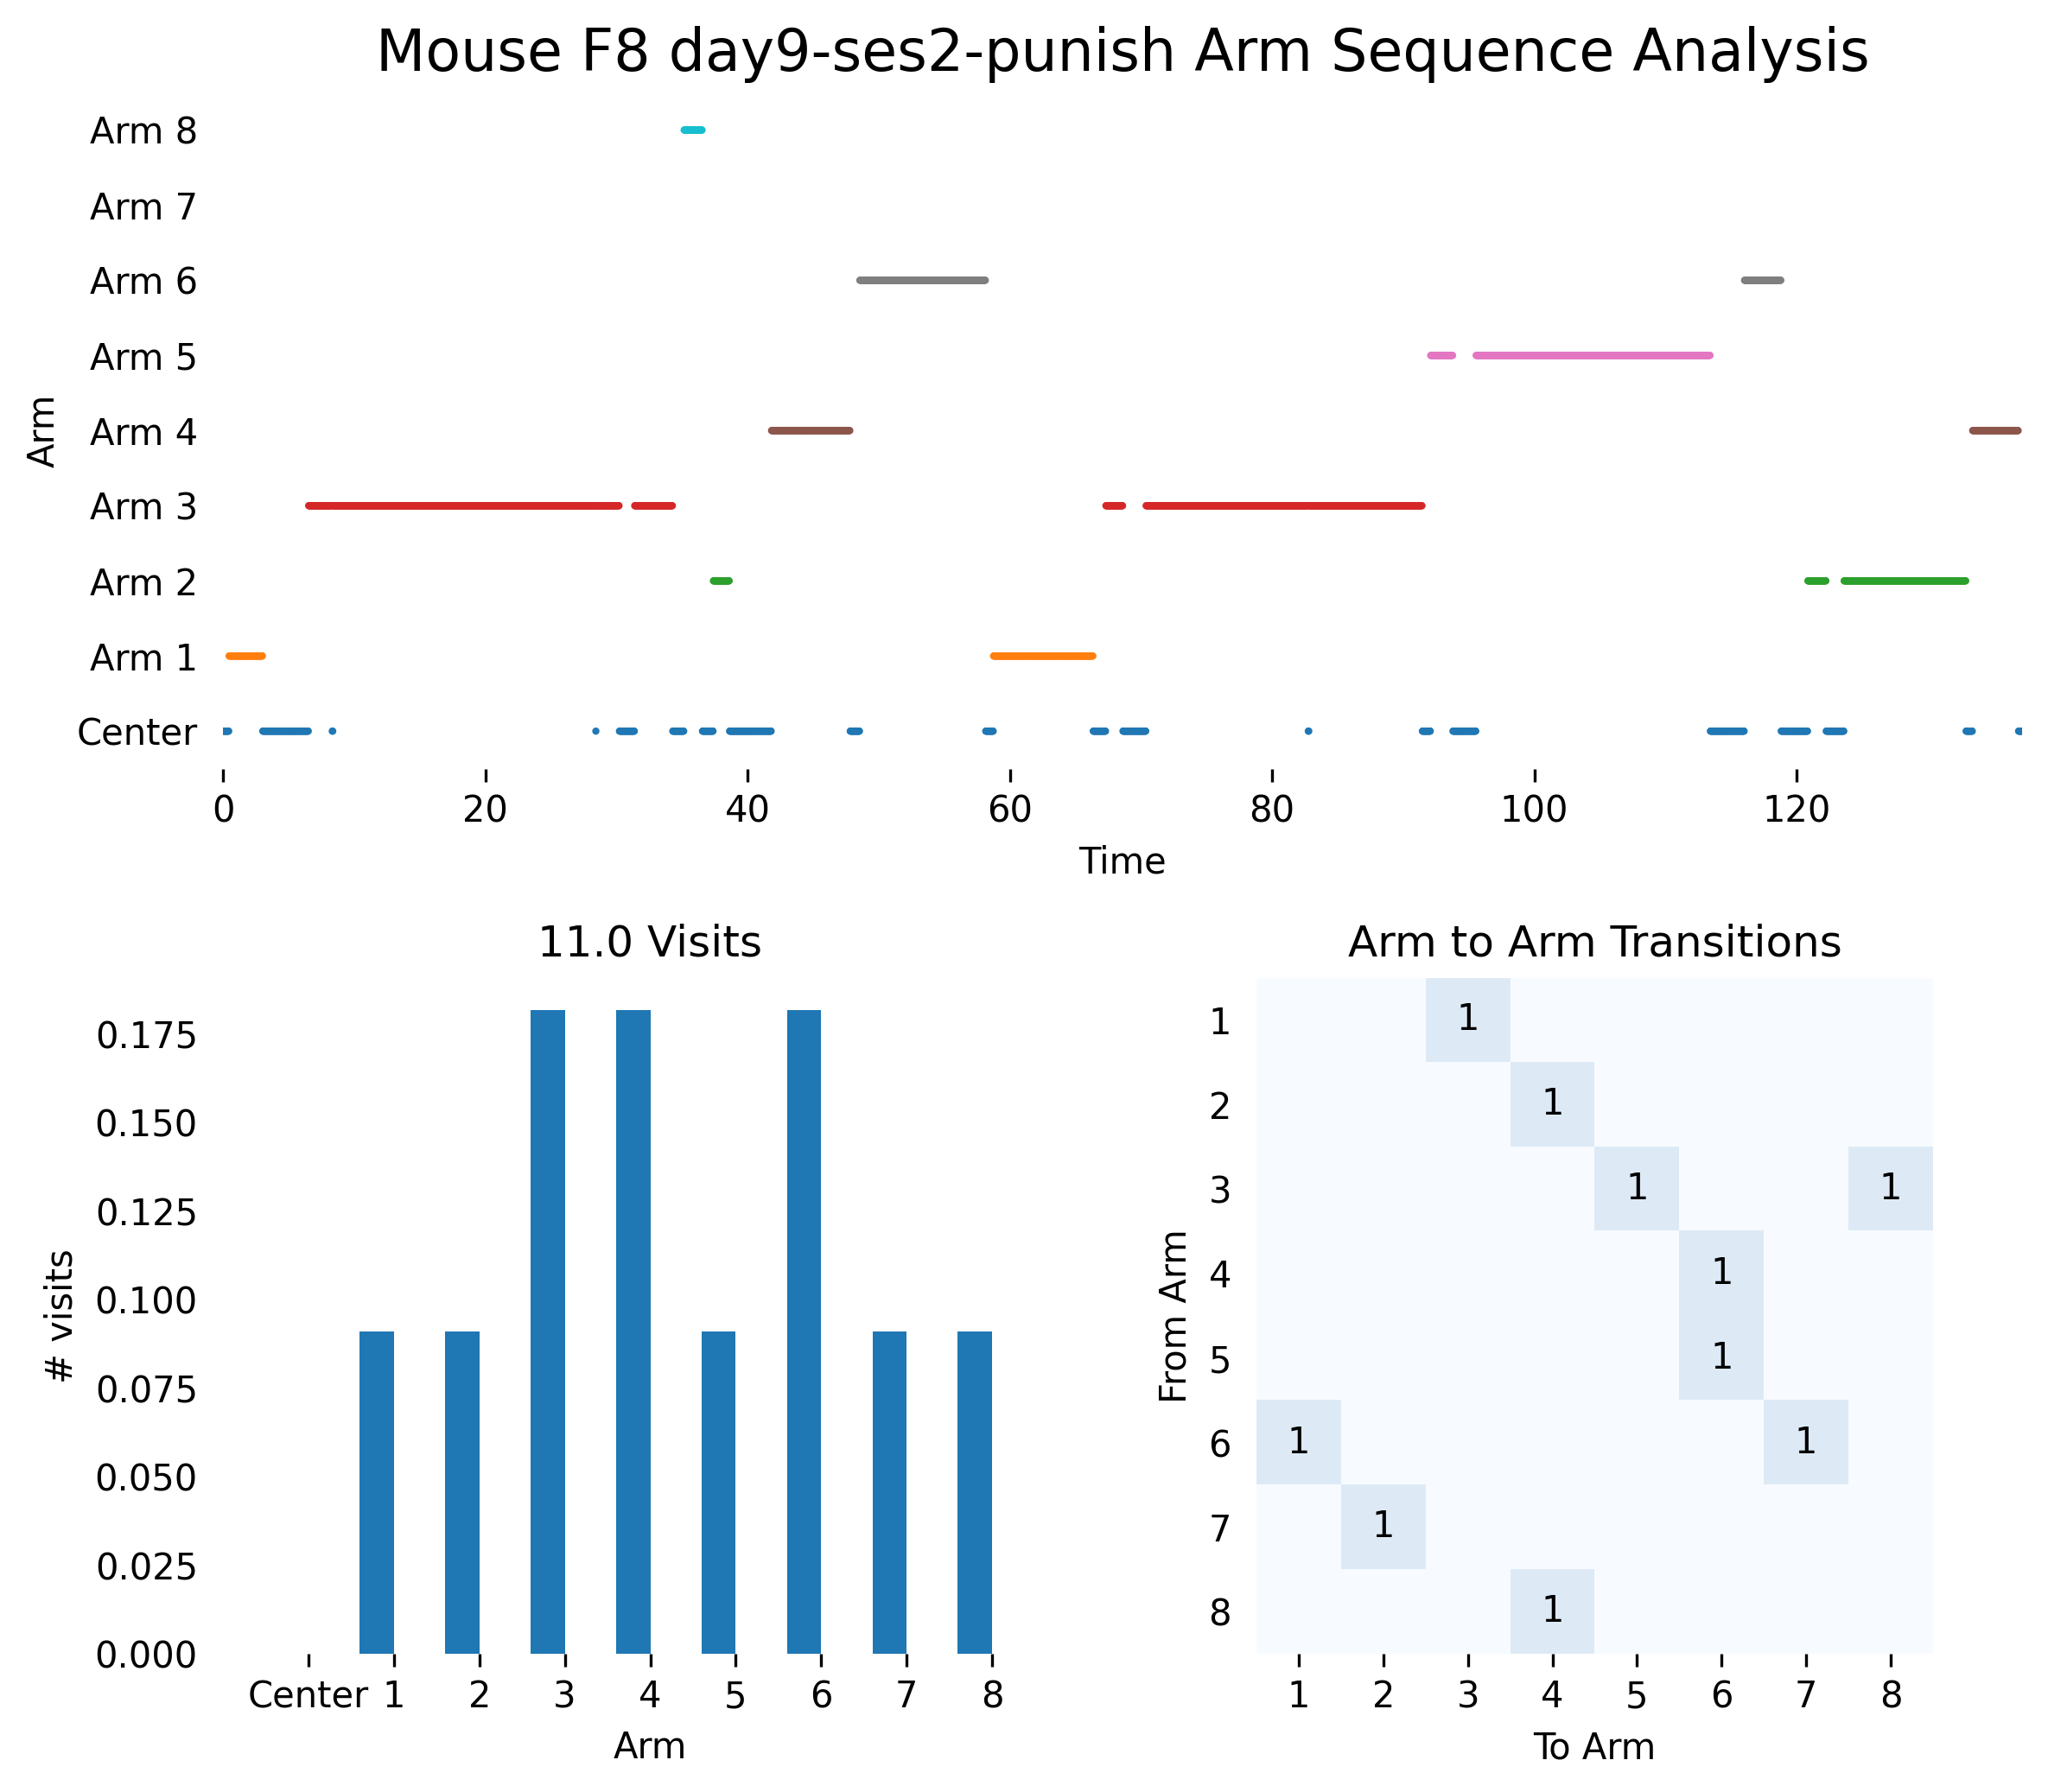 Mouse F8 day9-ses2-punish Arm Sequence Analysis
Arm
Arm 8
Arm 7
Arm 6
Arm 5
Arm 4
Arm 3
Arm 2
Arm 1
Center
0 20 40 60 80 100 120
Time
11.0 Visits
# visits
0.175
0.150
0.125
0.100
0.075
0.050
0.025
0.000
Center 1 2 3 4 5 6 7 8
Arm
Arm to Arm Transitions
From Arm
1 1
2 1
3 1 1
4 1
5 1
6 1 1
7 1
8 1
1 2 3 4 5 6 7 8
To Arm